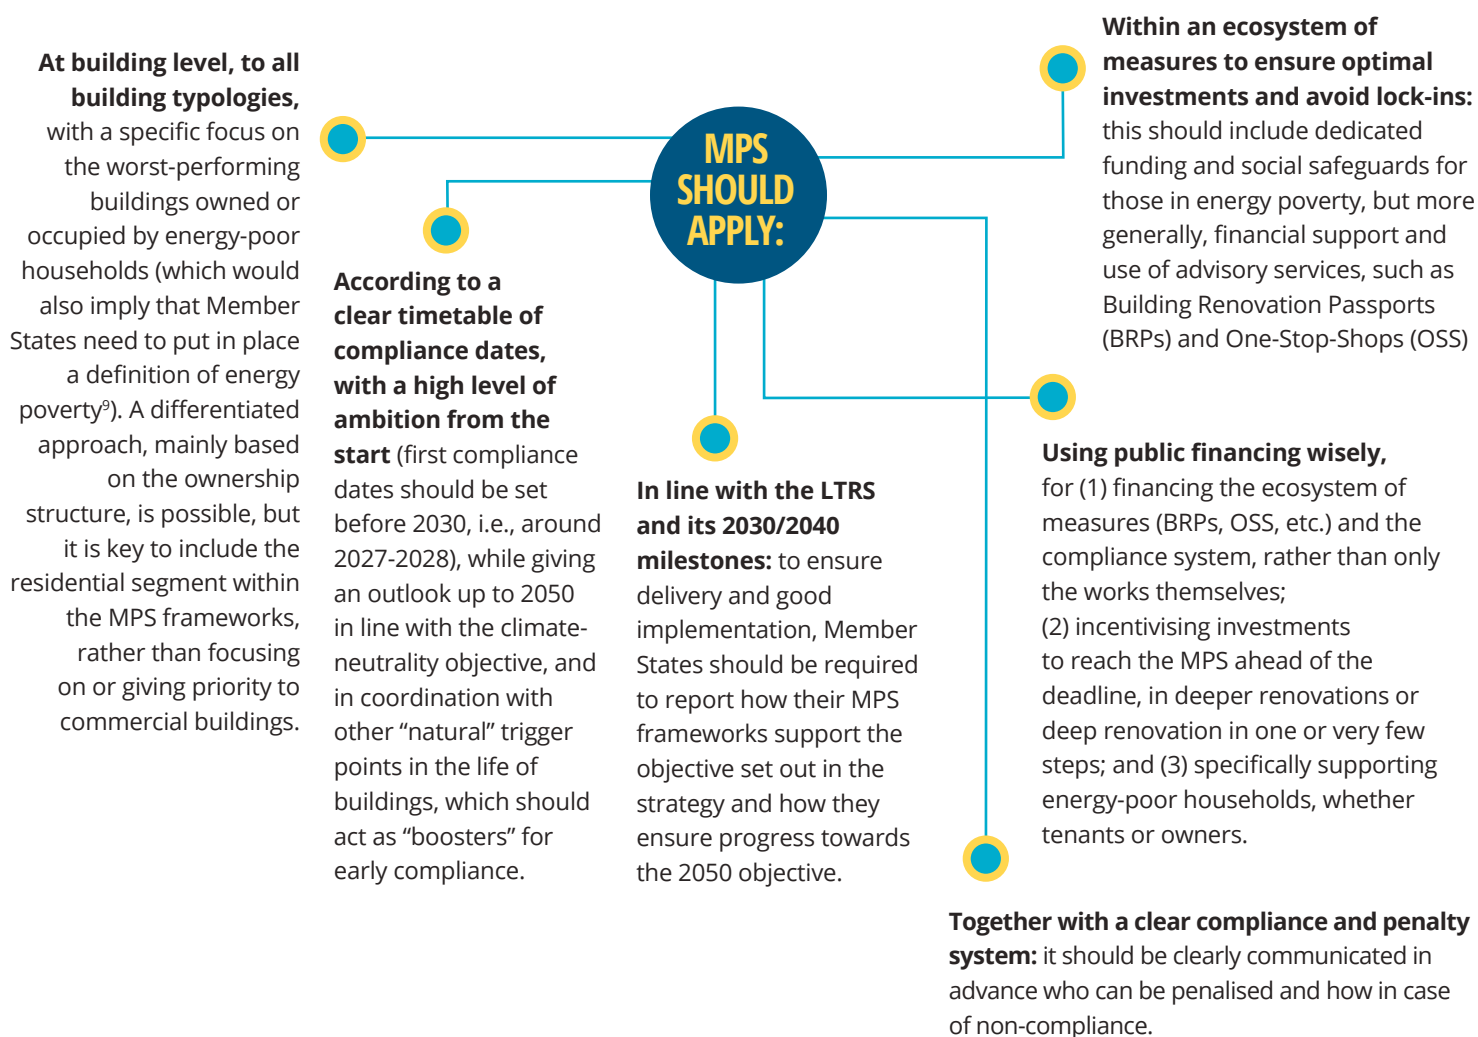 MPS
SHOULD
APPLY:
At building level, to all
building typologies,
with a specific focus on
the worst-performing
buildings owned or
occupied by energy-poor
households (which would
also imply that Member
States need to put in place
a definition of energy
poverty⁹). A differentiated
approach, mainly based
on the ownership
structure, is possible, but
it is key to include the
residential segment within
the MPS frameworks,
rather than focusing
on or giving priority to
commercial buildings.
According to a
clear timetable of
compliance dates,
with a high level of
ambition from the
start (first compliance
dates should be set
before 2030, i.e., around
2027-2028), while giving
an outlook up to 2050
in line with the climate-
neutrality objective, and
in coordination with
other “natural” trigger
points in the life of
buildings, which should
act as “boosters” for
early compliance.
In line with the LTRS
and its 2030/2040
milestones: to ensure
delivery and good
implementation, Member
States should be required
to report how their MPS
frameworks support the
objective set out in the
strategy and how they
ensure progress towards
the 2050 objective.
Within an ecosystem of
measures to ensure optimal
investments and avoid lock-ins:
this should include dedicated
funding and social safeguards for
those in energy poverty, but more
generally, financial support and
use of advisory services, such as
Building Renovation Passports
(BRPs) and One-Stop-Shops (OSS)
Using public financing wisely,
for (1) financing the ecosystem of
measures (BRPs, OSS, etc.) and the
compliance system, rather than only
the works themselves;
(2) incentivising investments
to reach the MPS ahead of the
deadline, in deeper renovations or
deep renovation in one or very few
steps; and (3) specifically supporting
energy-poor households, whether
tenants or owners.
Together with a clear compliance and penalty
system: it should be clearly communicated in
advance who can be penalised and how in case
of non-compliance.